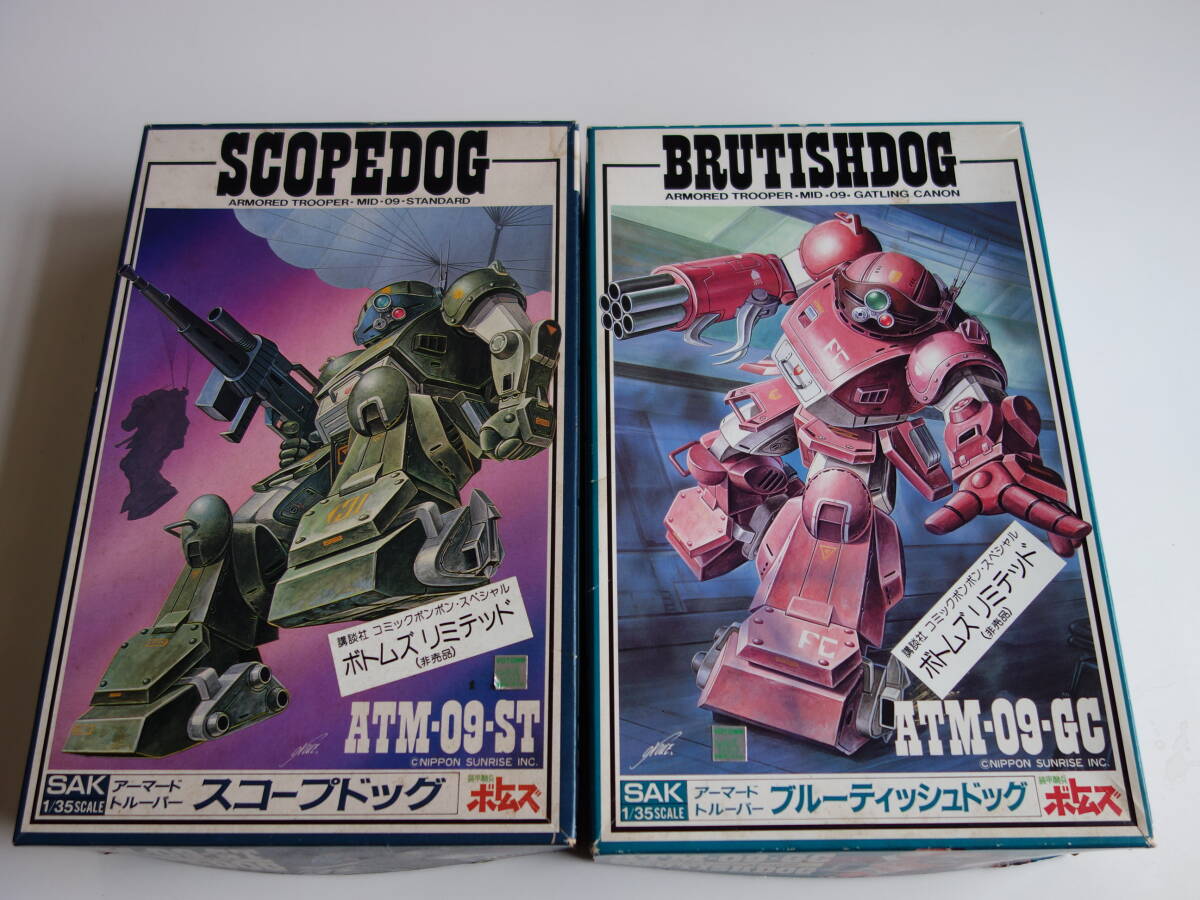 SCOPEDOG
ARMORED TROOPER・MID・09・STANDARD
講談社 コミックボンボン・スペシャル
ボトムズ リミテッド
(非売品)
ATM-09-ST
©NIPPON SUNRISE INC.
SAK
1/35SCALE
アーマード
トルーパー
スコープドッグ
装甲騎兵
ボトムズ
BRUTISHDOG
ARMORED TROOPER・MID・09・GATLING CANON
FC
FC
講談社 コミックボンボン・スペシャル
ボトムズ リミテッド
(非売品)
ATM-09-GC
©NIPPON SUNRISE INC.
SAK
1/35SCALE
アーマード
トルーパー
ブルーティッシュドッグ
装甲騎兵
ボトムズ
ATM-09-GC